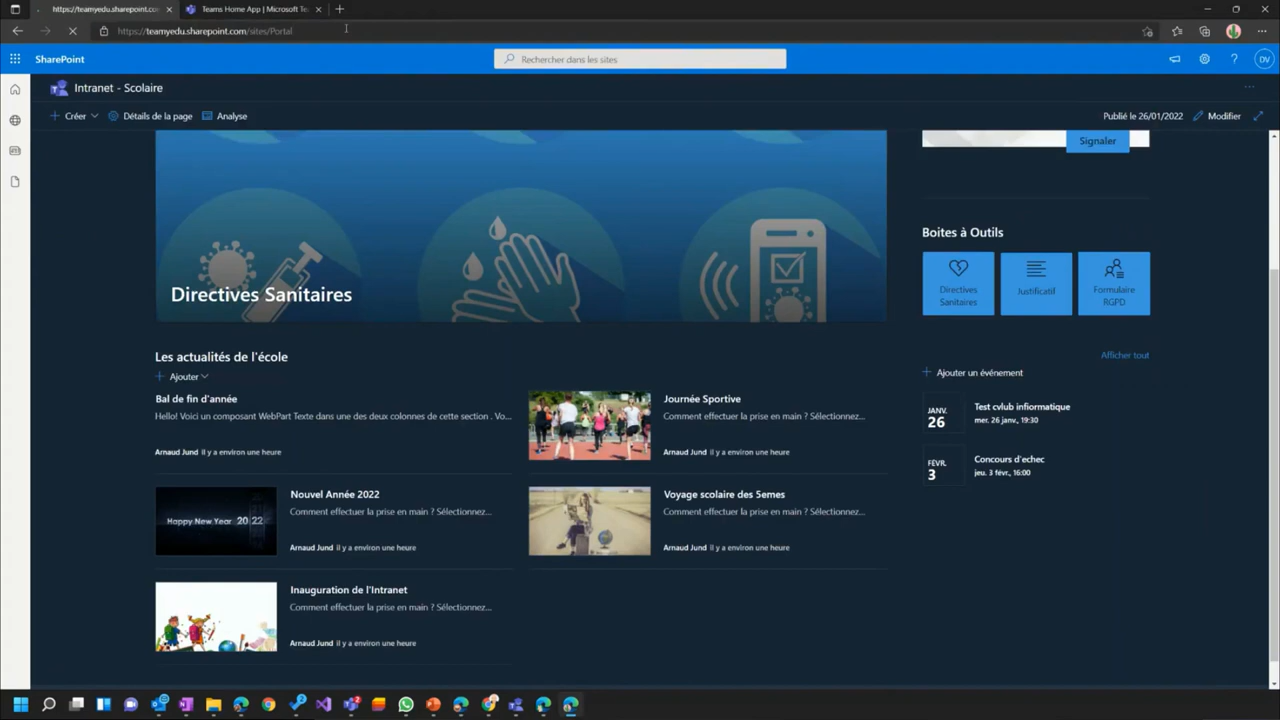 https://teamyedu.sharepoint.com/
Teams Home App | Microsoft Te
https://teamyedu.sharepoint.com/sites/Portal
SharePoint
Rechercher dans les sites
DV
Intranet - Scolaire
Créer
Détails de la page
Analyse
Publié le 26/01/2022
Modifier
Signaler
Directives Sanitaires
Boites à Outils
Directives
Sanitaires
Justificatif
Formulaire
RGPD
Les actualités de l'école
Ajouter
Bal de fin d'année
Hello! Voici un composant WebPart Texte dans une des deux colonnes de cette section . Vo...
Arnaud Jund il y a environ une heure
Journée Sportive
Comment effectuer la prise en main ? Sélectionnez...
Arnaud Jund il y a environ une heure
Happy New Year 2022
Nouvel Année 2022
Comment effectuer la prise en main ? Sélectionnez...
Arnaud Jund il y a environ une heure
Voyage scolaire des 5emes
Comment effectuer la prise en main ? Sélectionnez...
Arnaud Jund il y a environ une heure
Inauguration de l'Intranet
Comment effectuer la prise en main ? Sélectionnez...
Arnaud Jund il y a environ une heure
Afficher tout
Ajouter un événement
JANV.
26
Test cvlub infiormatique
mer. 26 janv., 19:30
FÉVR.
3
Concours d'echec
jeu. 3 févr., 16:00